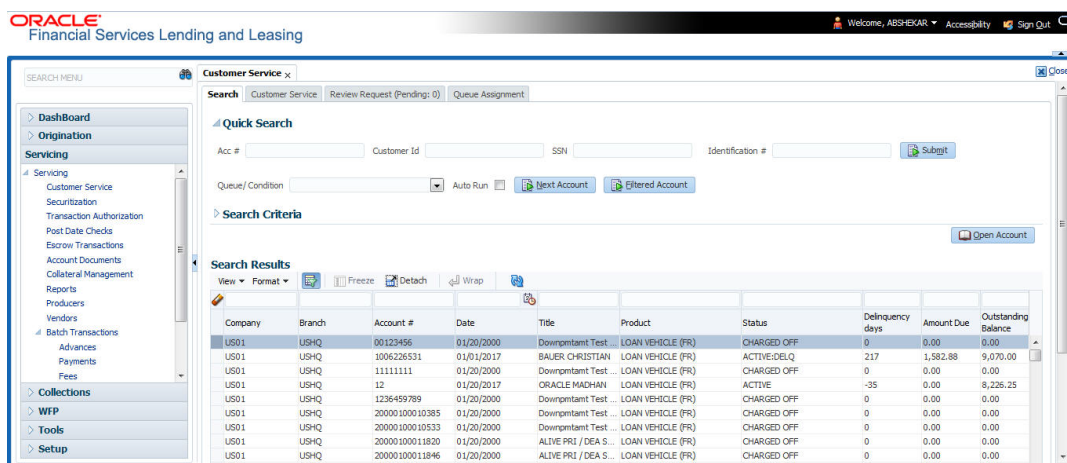 ORACLE
Financial Services Lending and Leasing
Welcome, ABSHEKAR Accessibility Sign Out
SEARCH MENU
DashBoard
Origination
Servicing
Servicing
Customer Service
Securitization
Transaction Authorization
Post Date Checks
Escrow Transactions
Account Documents
Collateral Management
Reports
Producers
Vendors
Batch Transactions
Advances
Payments
Fees
Collections
WFP
Tools
Setup
Customer Service x
Close
Search Customer Service Review Request (Pending: 0) Queue Assignment
Quick Search
Acc # Customer Id SSN Identification # Submit
Queue/ Condition Auto Run Next Account Filtered Account
Search Criteria
Open Account
Search Results
View Format Freeze Detach Wrap
Company Branch Account # Date Title Product Status Delinquency days Amount Due Outstanding Balance
US01 USHQ 00123456 01/20/2000 Downpmtamt Test ... LOAN VEHICLE (FR) CHARGED OFF 0 0.00 0.00
US01 USHQ 1006226531 01/01/2017 BAUER CHRISTIAN LOAN VEHICLE (FR) ACTIVE:DELQ 217 1,582.88 9,070.00
US01 USHQ 11111111 01/20/2000 Downpmtamt Test ... LOAN VEHICLE (FR) CHARGED OFF 0 0.00 0.00
US01 USHQ 12 01/20/2017 ORACLE MADHAN LOAN VEHICLE (FR) ACTIVE -35 0.00 8,226.25
US01 USHQ 1236459789 01/20/2000 Downpmtamt Test ... LOAN VEHICLE (FR) CHARGED OFF 0 0.00 0.00
US01 USHQ 20000100010385 01/20/2000 Downpmtamt Test ... LOAN VEHICLE (FR) CHARGED OFF 0 0.00 0.00
US01 USHQ 20000100010533 01/20/2000 Downpmtamt Test ... LOAN VEHICLE (FR) CHARGED OFF 0 0.00 0.00
US01 USHQ 20000100011820 01/20/2000 ALIVE PRI / DEA S... LOAN VEHICLE (FR) CHARGED OFF 0 0.00 0.00
US01 USHQ 20000100011846 01/20/2000 ALIVE PRI / DEA S... LOAN VEHICLE (FR) CHARGED OFF 0 0.00 0.00